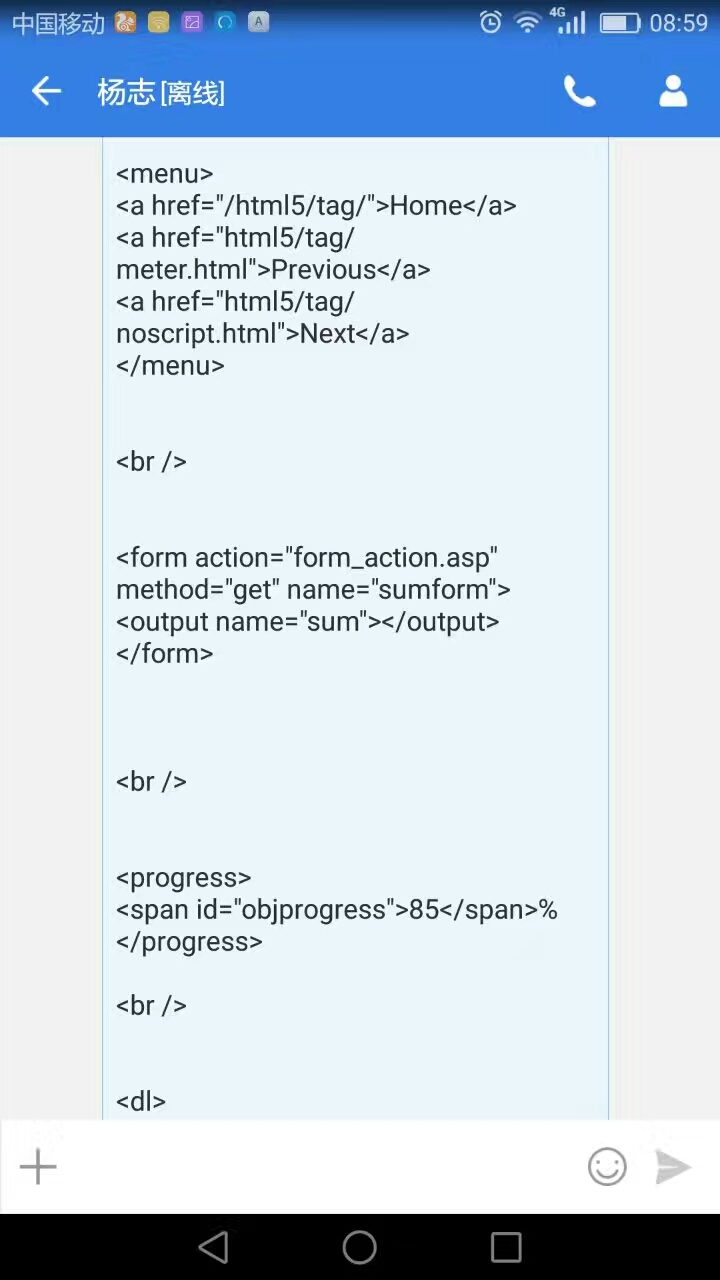 中国移动 4G 08:59
杨志[离线]
<menu>
<a href="/html5/tag/">Home</a>
<a href="html5/tag/
meter.html">Previous</a>
<a href="html5/tag/
noscript.html">Next</a>
</menu>
<br />
<form action="form_action.asp"
method="get" name="sumform">
<output name="sum"></output>
</form>
<br />
<progress>
<span id="objprogress">85</span>%
</progress>
<br />
<dl>